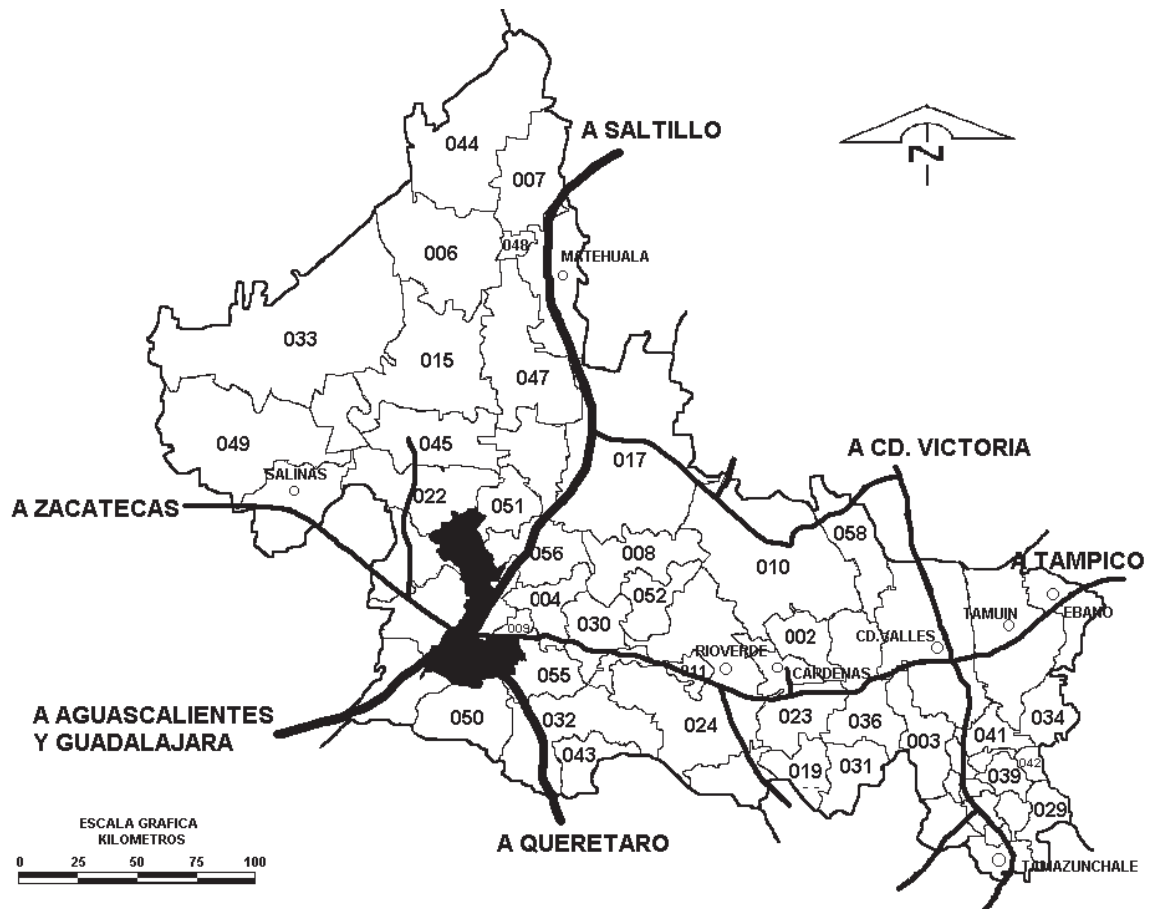 A SALTILLO
044
007
N
048
006
MATEHUALA
033
015
047
049
045
017
A CD. VICTORIA
SALINAS
022
051
A ZACATECAS
058
056
008
010
A TAMPICO
004
052
TAMUIN
EBANO
009
030
002
CD.VALLES
RIOVERDE
055
011
CARDENAS
050
032
024
023
036
003
041
034
A AGUASCALIENTES
Y GUADALAJARA
043
019
031
039
042
029
A QUERETARO
TAMAZUNCHALE
ESCALA GRAFICA
KILOMETROS
0 25 50 75 100